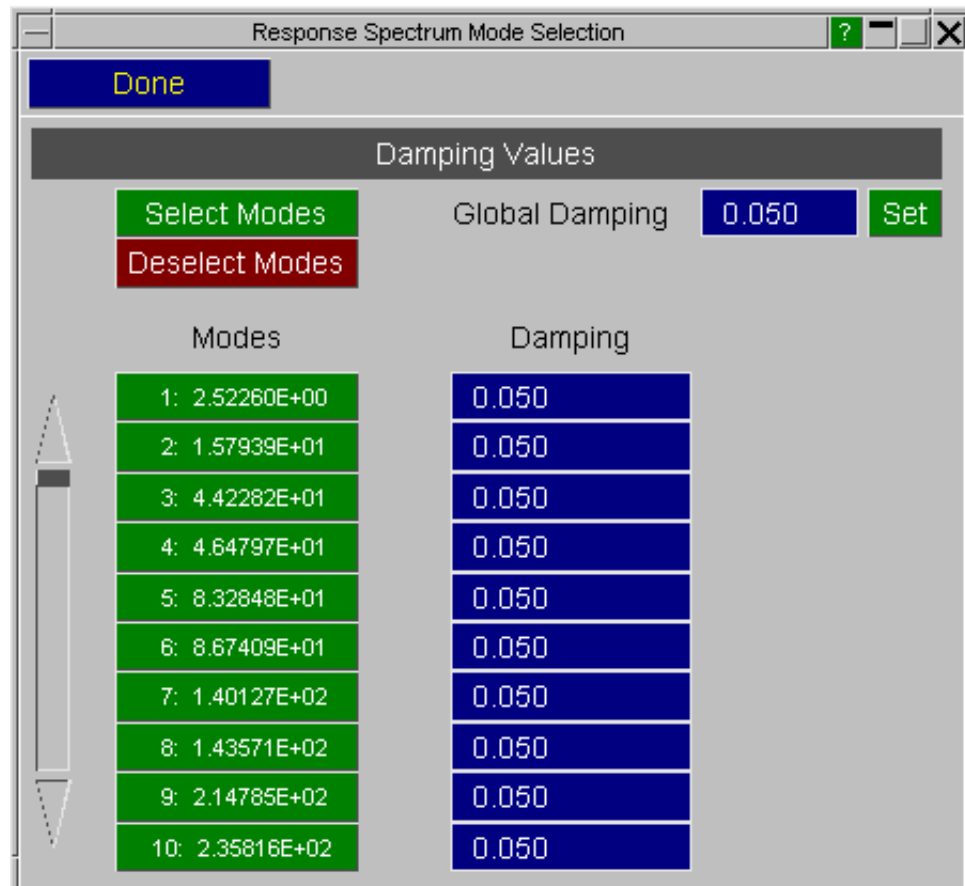 Response Spectrum Mode Selection ?
Done
Damping Values
Select Modes Global Damping 0.050 Set
Deselect Modes
Modes Damping
1: 2.52260E+00 0.050
2: 1.57939E+01 0.050
3: 4.42282E+01 0.050
4: 4.64797E+01 0.050
5: 8.32848E+01 0.050
6: 8.67409E+01 0.050
7: 1.40127E+02 0.050
8: 1.43571E+02 0.050
9: 2.14785E+02 0.050
10: 2.35816E+02 0.050